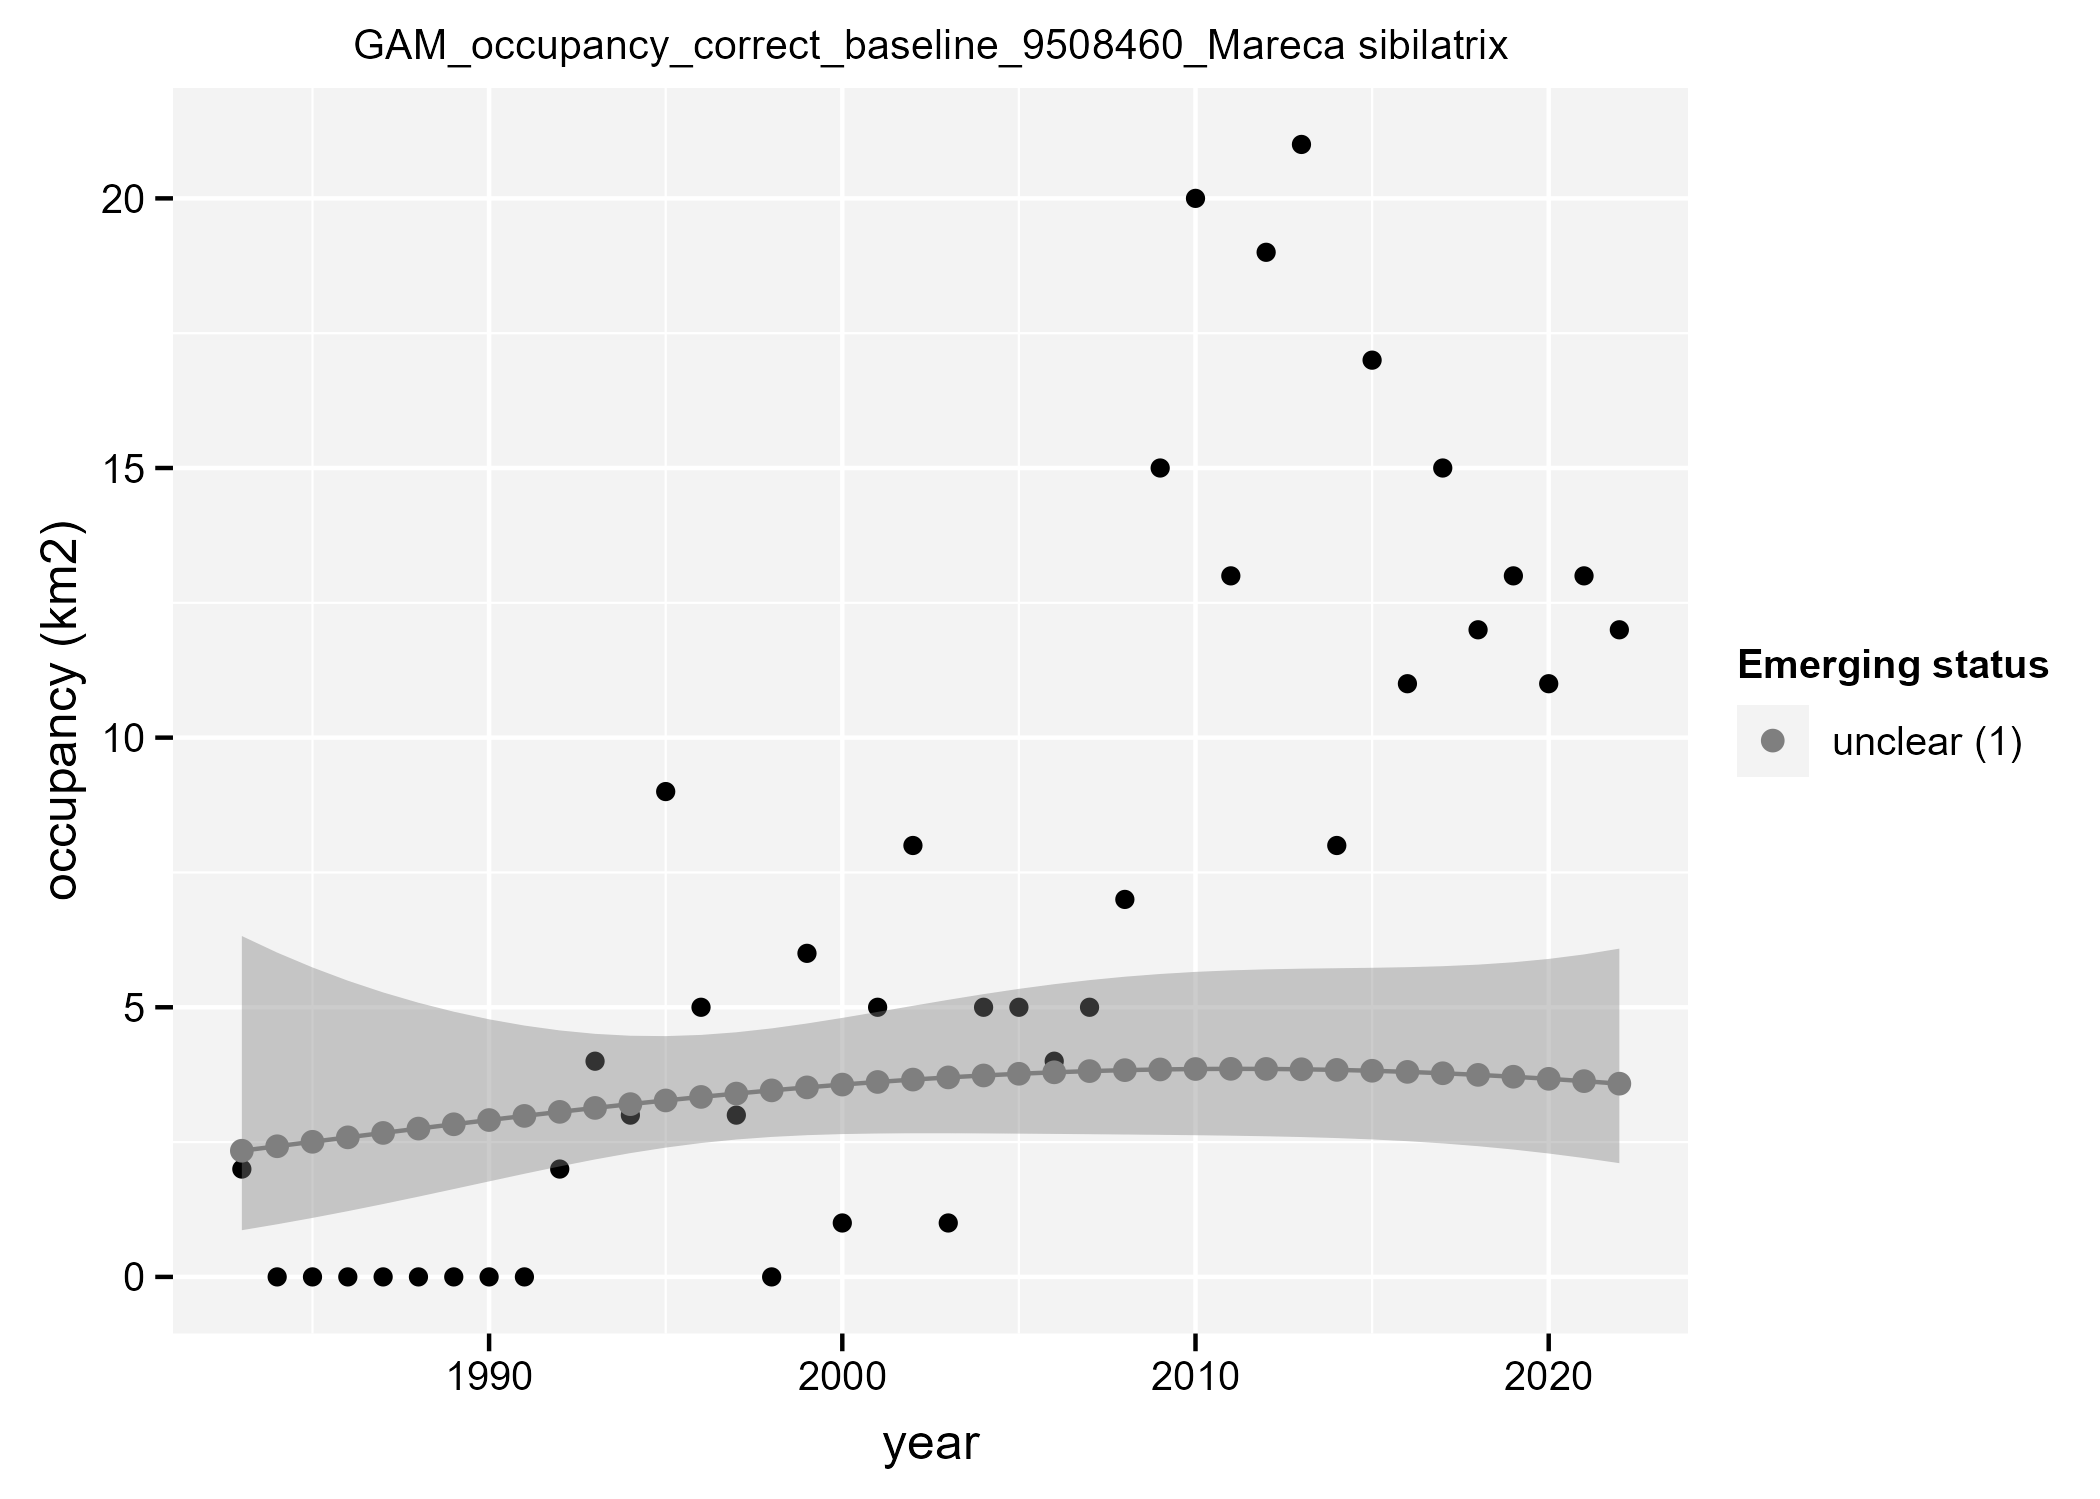 GAM_occupancy_correct_baseline_9508460_Mareca sibilatrix
occupancy (km2)
20
15
10
5
0
1990 2000 2010 2020
year
Emerging status
unclear (1)